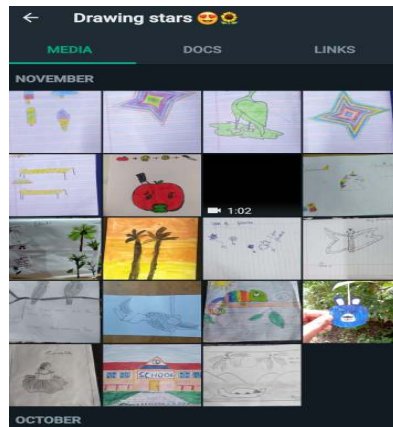 ← Drawing stars 😍🌻
MEDIA DOCS LINKS
NOVEMBER
1:02
SCHOOL
OCTOBER